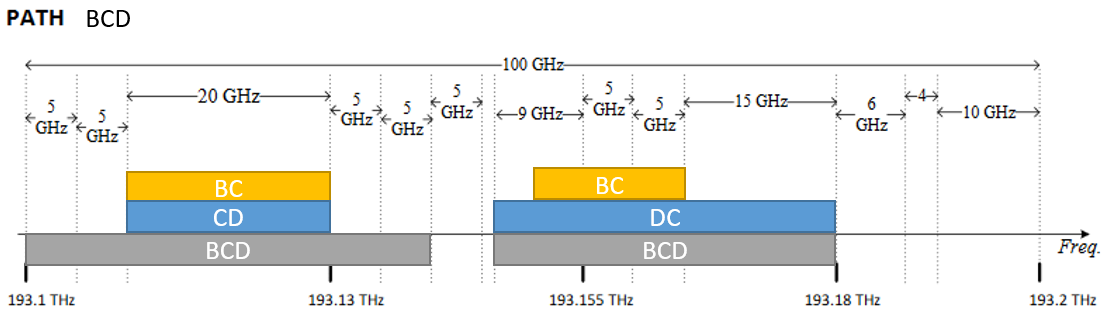 PATH BCD
100 GHz
5 GHz
5 GHz
20 GHz
5 GHz
5 GHz
5 GHz
9 GHz
5 GHz
5 GHz
15 GHz
6 GHz
4
10 GHz
BC
BC
CD
DC
BCD
BCD
Freq.
193.1 THz
193.13 THz
193.155 THz
193.18 THz
193.2 THz